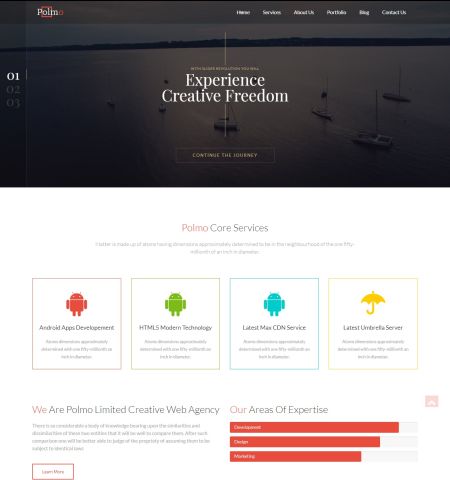 Polmo
Home Services About Us Portfolio Blog Contact Us
WITH SLIDER REVOLUTION YOU WILL
01
Experience
02
Creative Freedom
03
CONTINUE THE JOURNEY
Polmo Core Services
matter is made up of atoms having dimensions approximately determined to be in the neighbourhood of the one fifty-
millionth of an inch in diameter.
Android Apps Developement
Atoms dimensions approximately
determined with one fifty-millionth an
inch in diameter.
HTML5 Modern Technology
Atoms dimensions approximately
determined with one fifty-millionth an
inch in diameter.
Latest Max CDN Service
Atoms dimensions approximately
determined with one fifty-millionth an
inch in diameter.
Latest Umbrella Server
Atoms dimensions approximately
determined with one fifty-millionth an
inch in diameter.
We Are Polmo Limited Creative Web Agency
There is so considerable a body of knowledge bearing upon the similarities and
dissimilarities of these two entities that it will be well to compare them. After such
comparison one will be better able to judge of the propriety of assuming them to be
subject to identical laws.
Learn More
Our Areas Of Expertise
Development
Design
Marketing